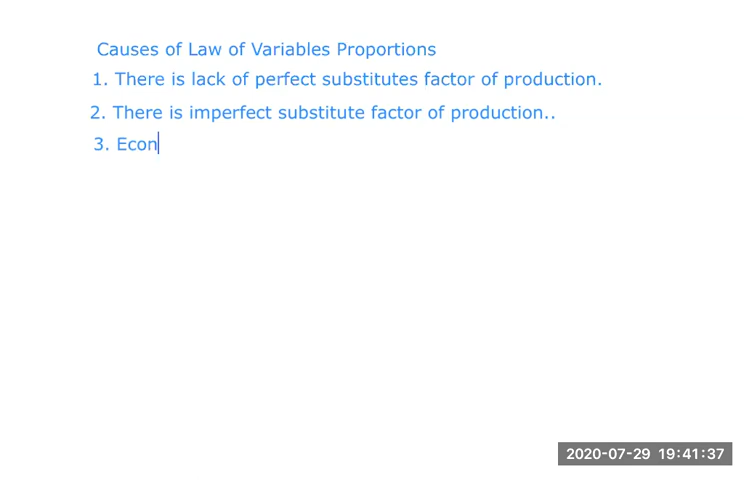 Causes of Law of Variables Proportions
1. There is lack of perfect substitutes factor of production.
2. There is imperfect substitute factor of production..
3. Econ
2020-07-29 19:41:37